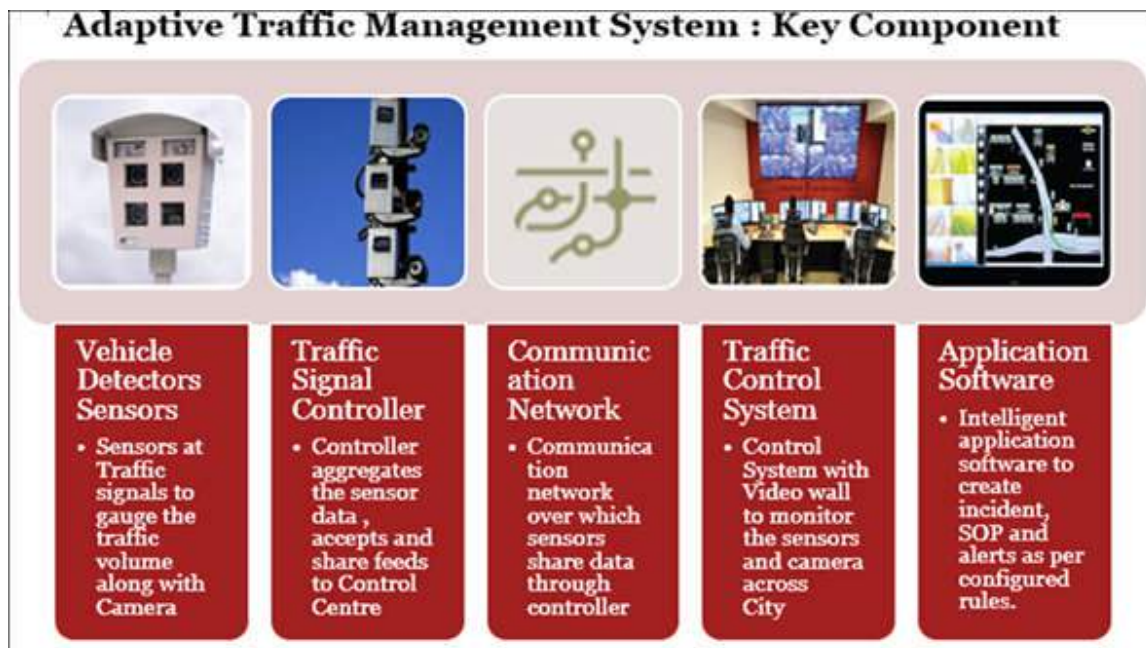 Adaptive Traffic Management System : Key Component
Vehicle
Detectors
Sensors
• Sensors at
Traffic
signals to
gauge the
traffic
volume
along with
Camera
Traffic
Signal
Controller
• Controller
aggregates
the sensor
data ,
accepts and
share feeds
to Control
Centre
Communic
ation
Network
• Communica
tion
network
over which
sensors
share data
through
controller
Traffic
Control
System
• Control
System with
Video wall
to monitor
the sensors
and camera
across
City
Application
Software
• Intelligent
application
software to
create
incident,
SOP and
alerts as per
configured
rules.